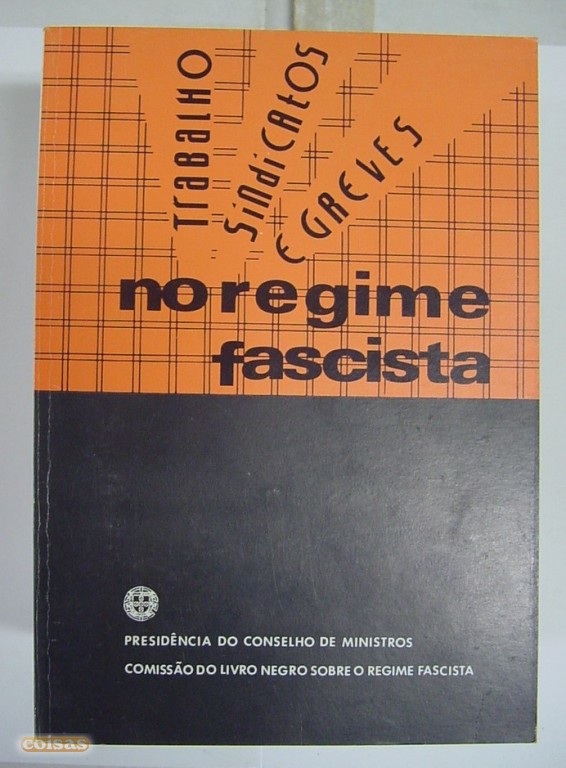 TRABALHO
SINDICATOS
E GREVES
no regime
fascista
PRESIDÊNCIA DO CONSELHO DE MINISTROS
COMISSÃO DO LIVRO NEGRO SOBRE O REGIME FASCISTA
coisas